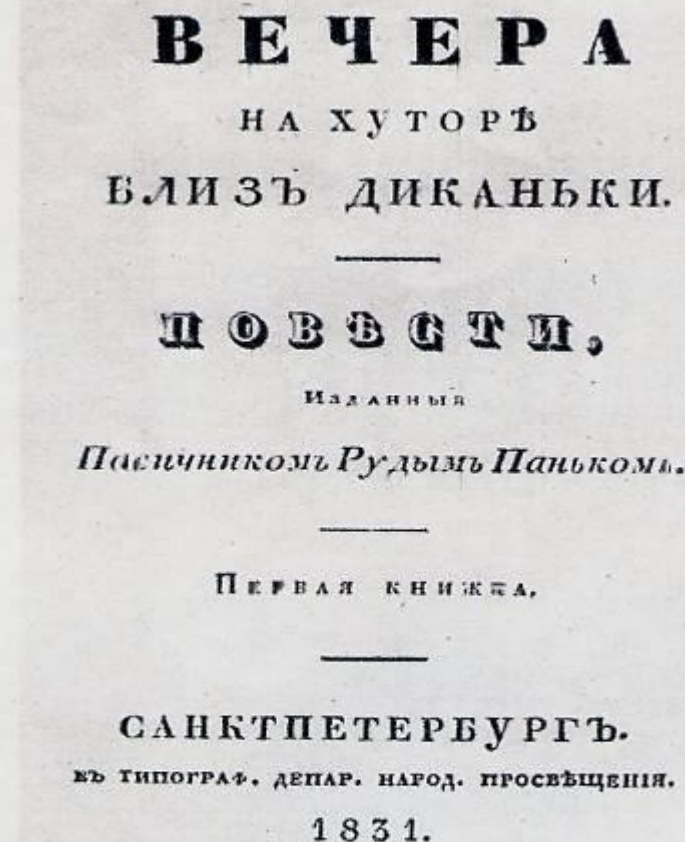 ВЕЧЕРА
НА ХУТОРѢ
БЛИЗЪ ДИКАНЬКИ.
ПОВѢСТИ,
Изданныя
Пасичникомъ Рудымъ Панькомъ.
Первая книжка.
САНКТПЕТЕРБУРГЪ.
ВЪ ТИПОГРАФ. ДЕПАР. НАРОД. ПРОСВѢЩЕНІЯ.
1831.